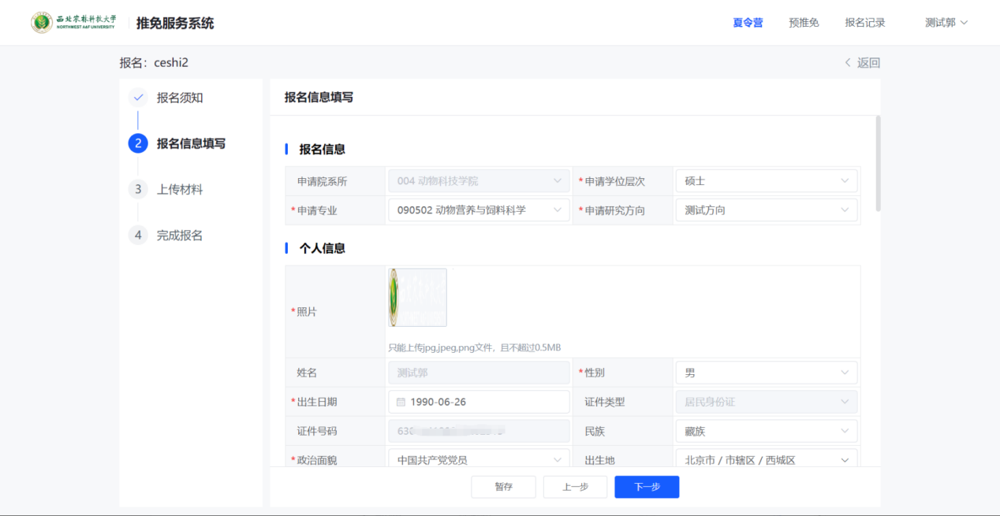 西北农林科技大学
NORTHWEST A&F UNIVERSITY
推免服务系统
夏令营
预推免
报名记录
测试郭
报名：ceshi2
返回
报名须知
2 报名信息填写
3 上传材料
4 完成报名
报名信息填写
报名信息
申请院系所 004 动物科技学院 *申请学位层次 硕士
*申请专业 090502 动物营养与饲料科学 *申请研究方向 测试方向
个人信息
*照片
只能上传jpg,jpeg,png文件，且不超过0.5MB
姓名 测试郭 *性别 男
*出生日期 1990-06-26 证件类型 居民身份证
证件号码 民族 藏族
*政治面貌 中国共产党党员 出生地 北京市 / 市辖区 / 西城区
暂存 上一步 下一步